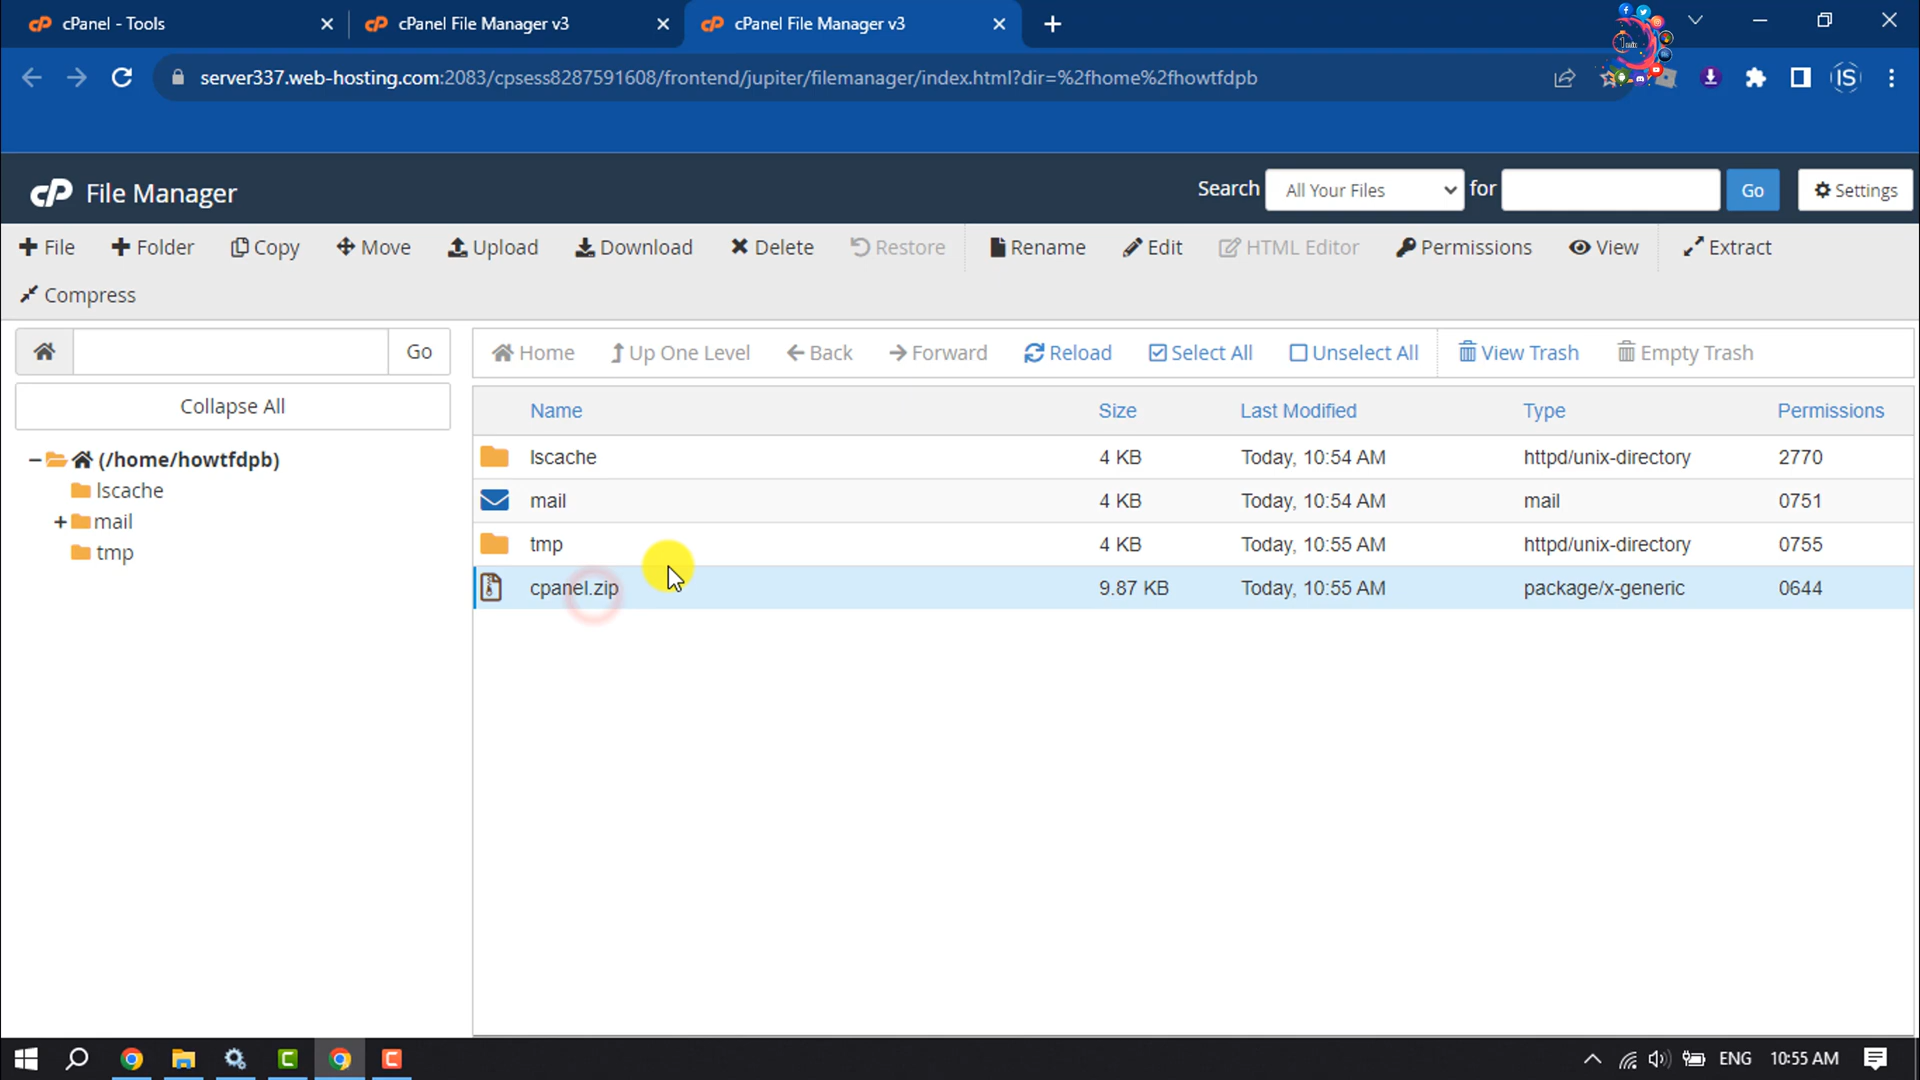 cPanel - Tools
cPanel File Manager v3
cPanel File Manager v3
server337.web-hosting.com:2083/cpsess8287591608/frontend/jupiter/filemanager/index.html?dir=%2fhome%2fhowtfdpb
IS
cP File Manager
Search All Your Files for Go Settings
File Folder Copy Move Upload Download Delete Restore Rename Edit HTML Editor Permissions View Extract
Compress
Go
Home Up One Level Back Forward Reload Select All Unselect All View Trash Empty Trash
Collapse All
(/home/howtfdpb)
lscache
mail
tmp
Name Size Last Modified Type Permissions
lscache 4 KB Today, 10:54 AM httpd/unix-directory 2770
mail 4 KB Today, 10:54 AM mail 0751
tmp 4 KB Today, 10:55 AM httpd/unix-directory 0755
cpanel.zip 9.87 KB Today, 10:55 AM package/x-generic 0644
ENG 10:55 AM